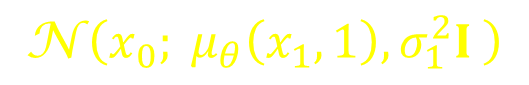 𝒩(x₀; μ_θ(x₁, 1), σ₁²𝐈)